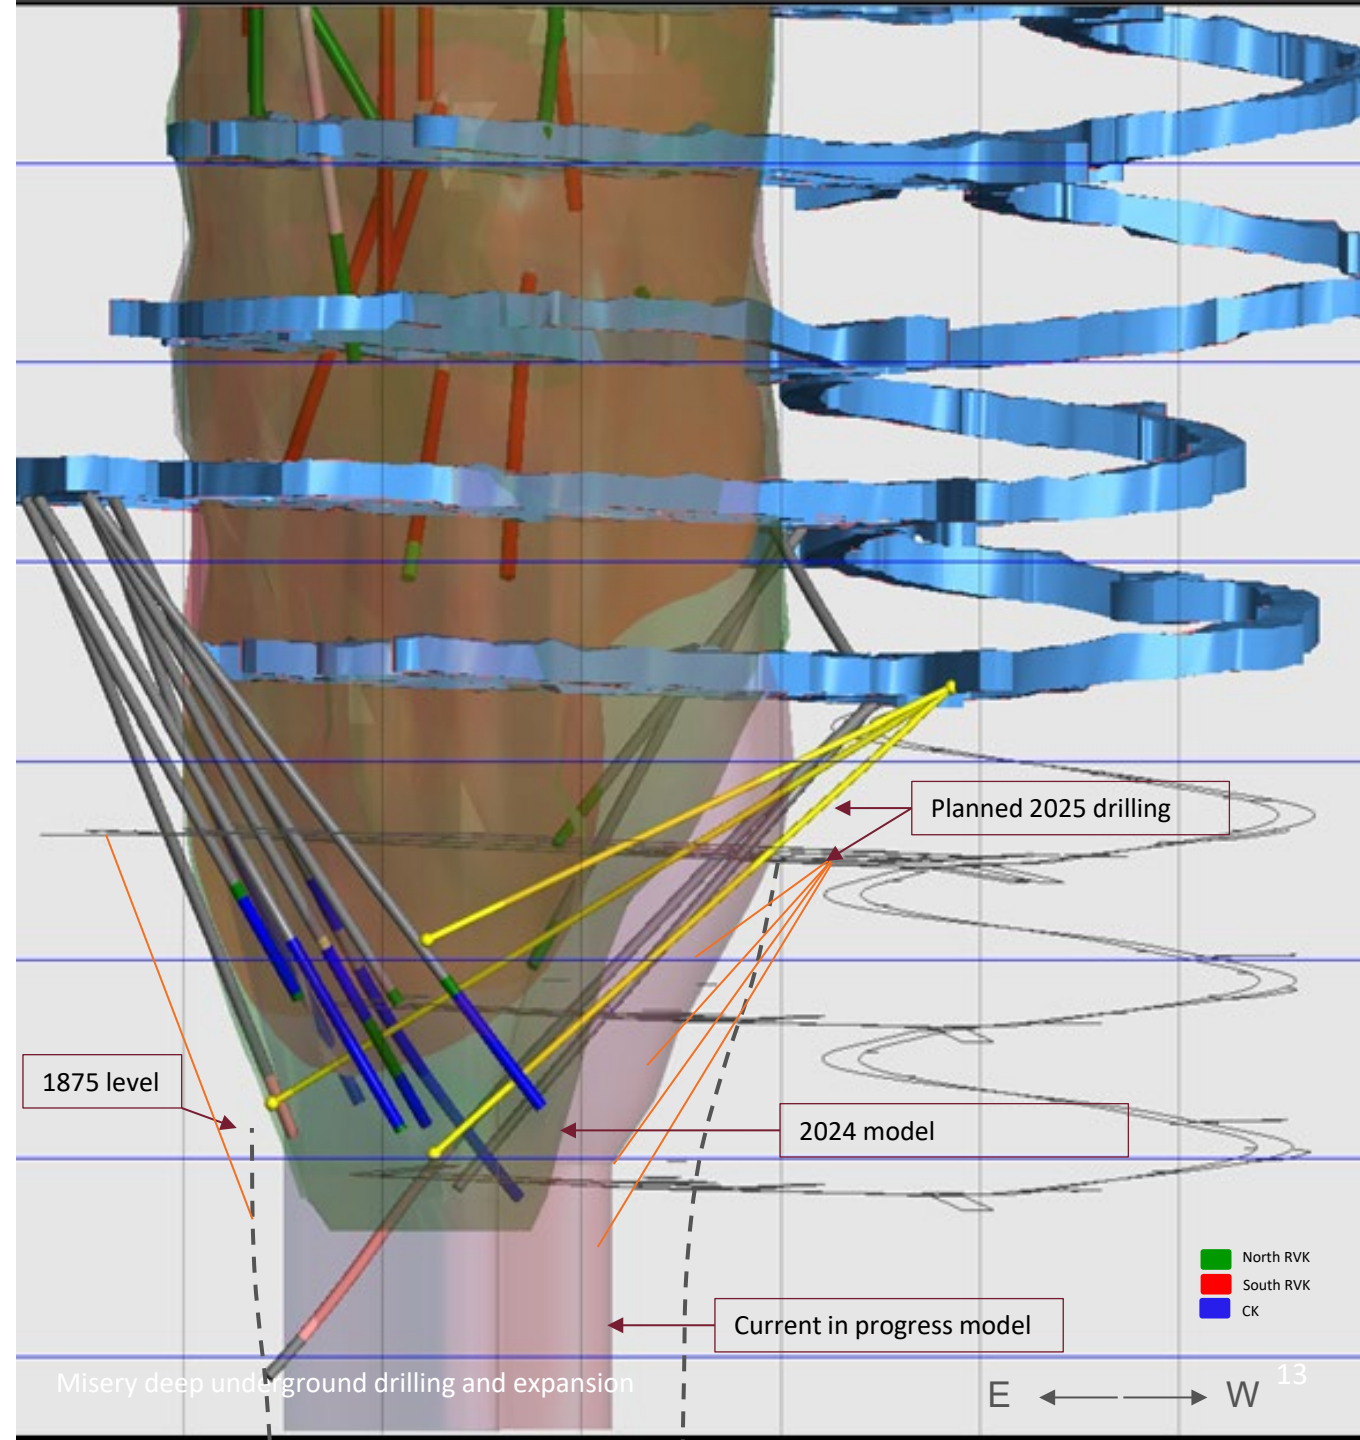 Planned 2025 drilling
1875 level
2024 model
North RVK
South RVK
CK
Current in progress model
Misery deep underground drilling and expansion
13
E W